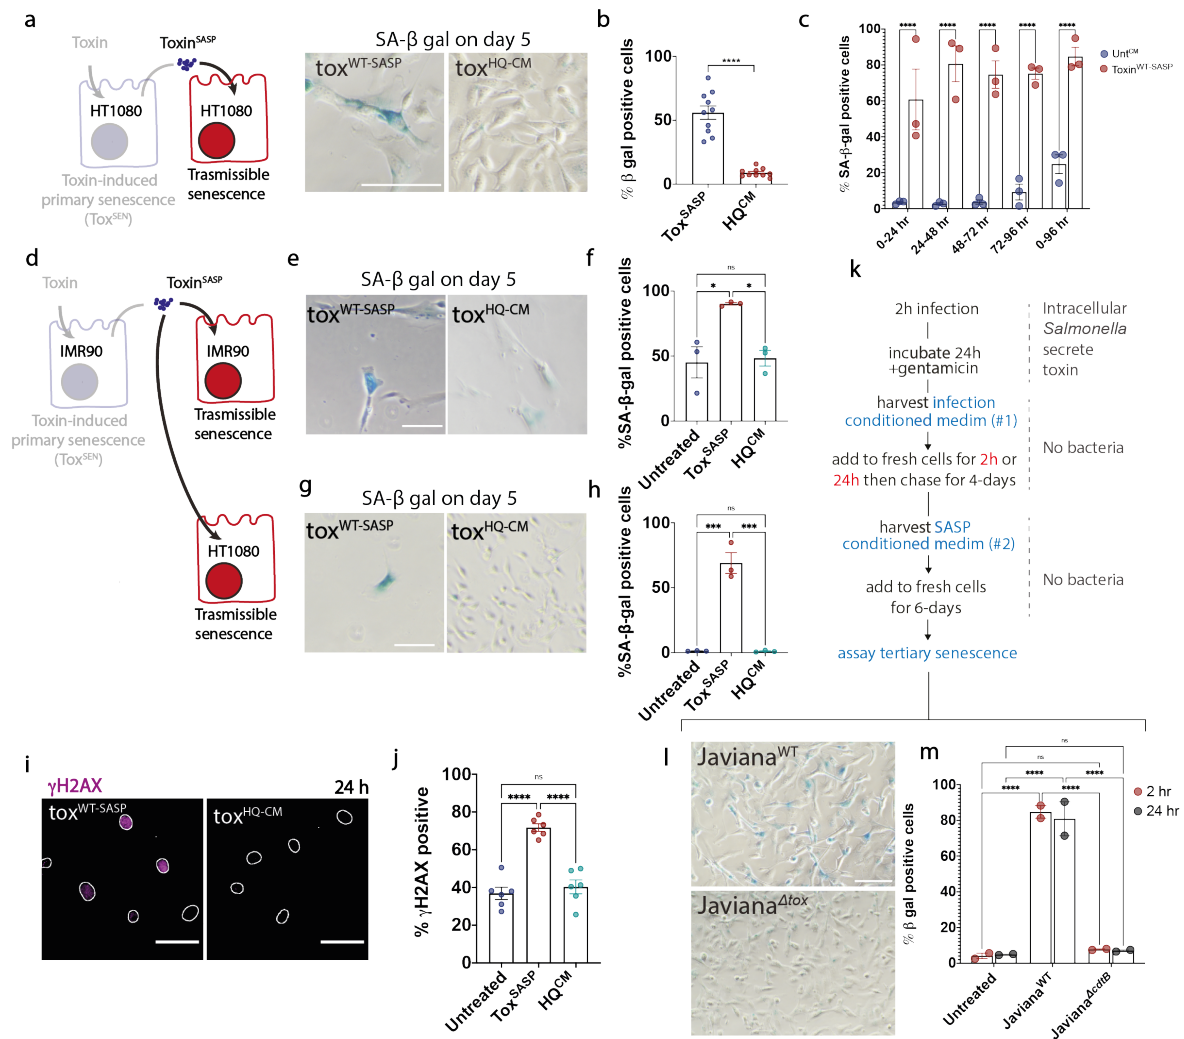 a
Toxin
Toxin^SASP
HT1080
HT1080
Toxin-induced
primary senescence
(Tox^SEN)
Trasmissible
senescence
SA-β gal on day 5
tox^WT-SASP
tox^HQ-CM
b
% β gal positive cells
100
50
0
****
Tox^SASP
HQ^CM
c
% SA-β-gal positive cells
100
80
60
40
20
0
****
****
****
****
****
0-24 hr
24-48 hr
48-72 hr
72-96 hr
0-96 hr
Unt^CM
Toxin^WT-SASP
d
Toxin
Toxin^SASP
IMR90
IMR90
Toxin-induced
primary senescence
(Tox^SEN)
Trasmissible
senescence
HT1080
Trasmissible
senescence
e
SA-β gal on day 5
tox^WT-SASP
tox^HQ-CM
f
%SA-β-gal positive cells
100
50
0
ns
*
*
Untreated
Tox^SASP
HQ^CM
g
SA-β gal on day 5
tox^WT-SASP
tox^HQ-CM
h
%SA-β-gal positive cells
100
50
0
ns
***
***
Untreated
Tox^SASP
HQ^CM
k
2h infection
incubate 24h
+gentamicin
harvest infection
conditioned medim (#1)
add to fresh cells for 2h or
24h then chase for 4-days
harvest SASP
conditioned medim (#2)
add to fresh cells
for 6-days
assay tertiary senescence
Intracellular
Salmonella
secrete
toxin
No bacteria
No bacteria
i
γH2AX
24 h
tox^WT-SASP
tox^HQ-CM
j
% γH2AX positive
100
80
60
40
20
0
ns
****
****
Untreated
Tox^SASP
HQ^CM
l
Javiana^WT
Javiana^Δtox
m
% β gal positive cells
100
80
60
40
20
0
ns
ns
****
****
****
****
2 hr
24 hr
Untreated
Javiana^WT
Javiana^ΔcdtB